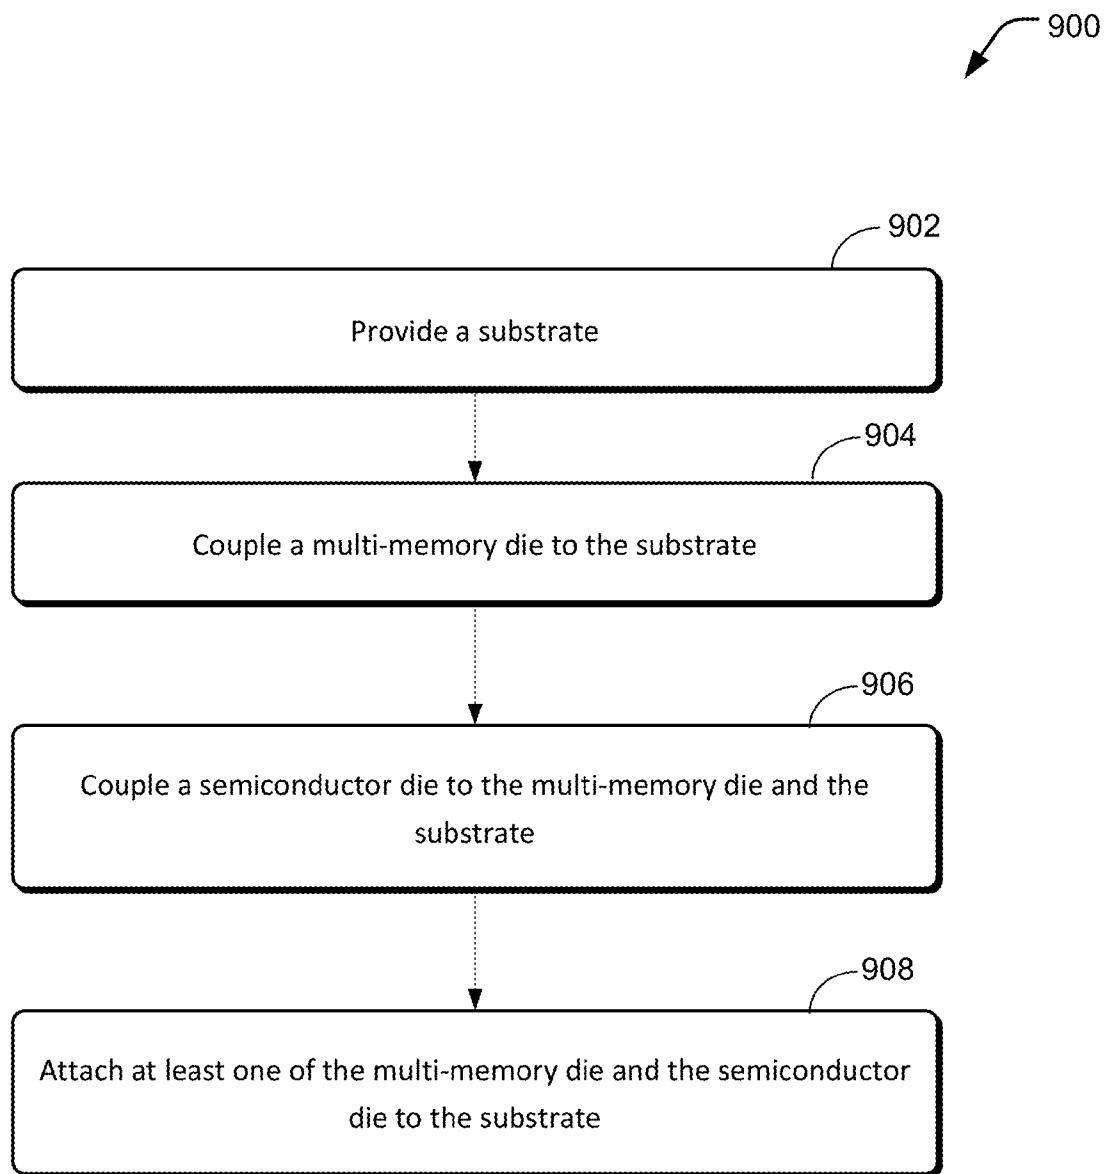 900
902
Provide a substrate
904
Couple a multi-memory die to the substrate
906
Couple a semiconductor die to the multi-memory die and the
substrate
908
Attach at least one of the multi-memory die and the semiconductor
die to the substrate